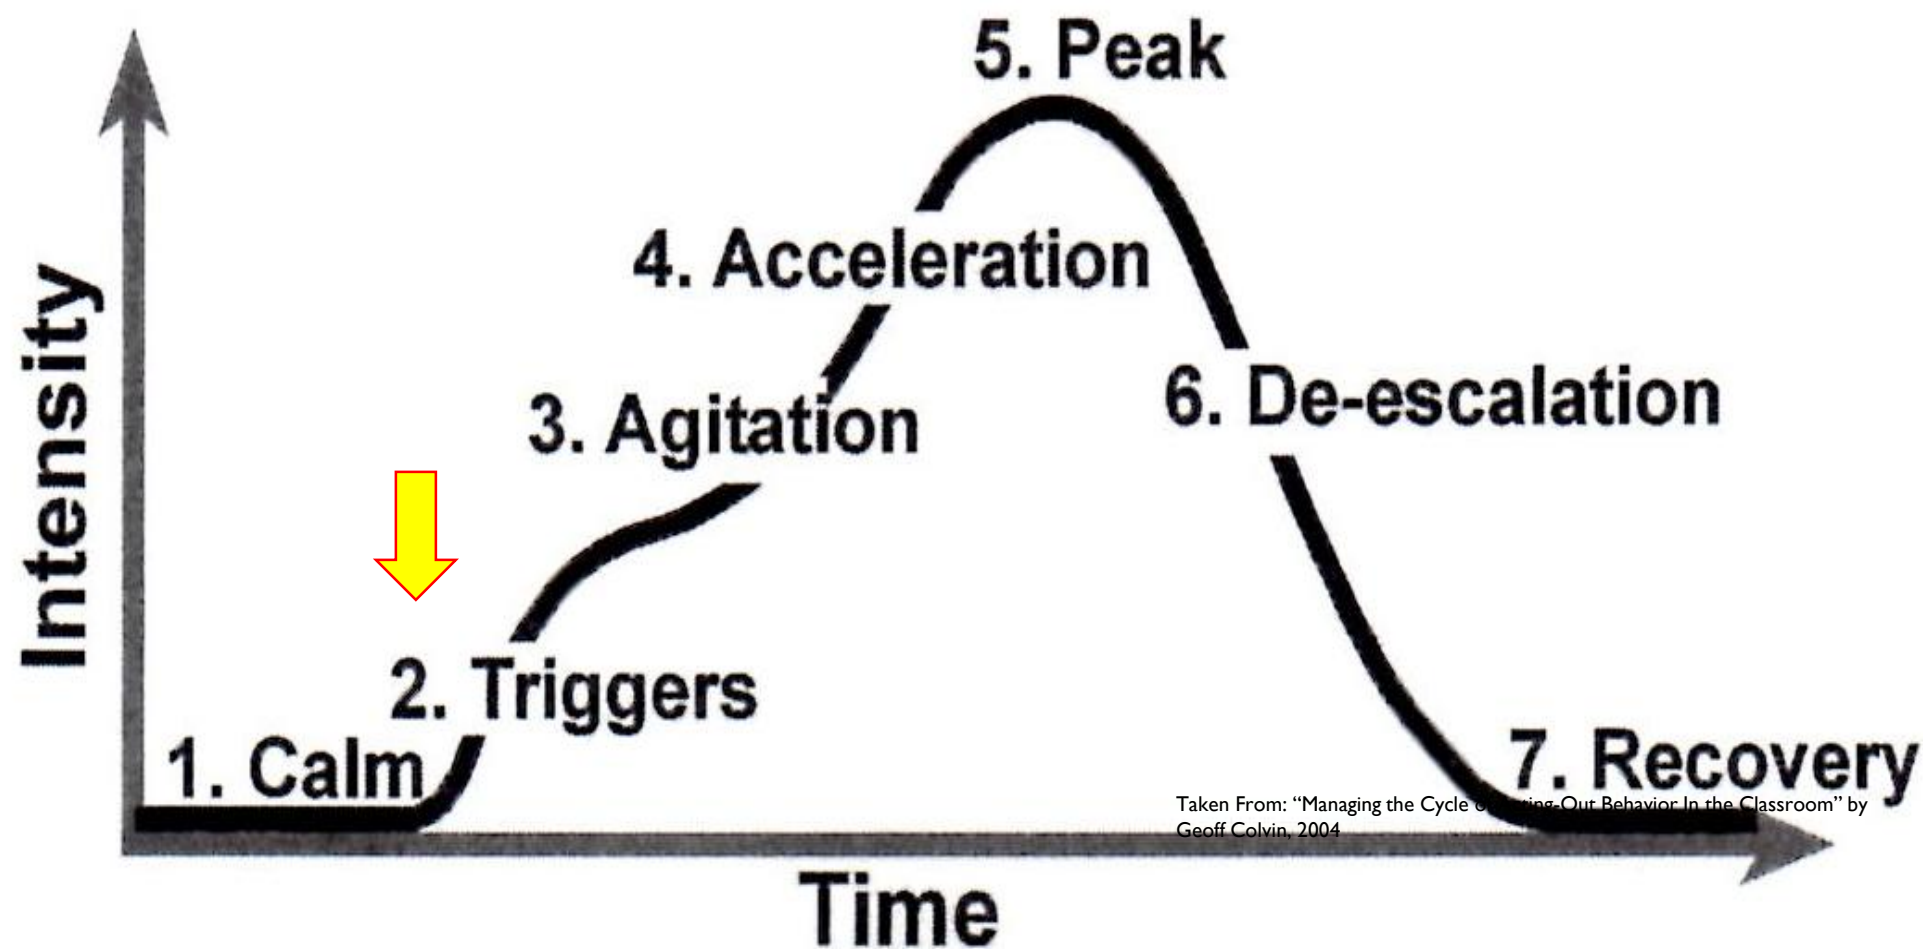 5. Peak
4. Acceleration
3. Agitation
6. De-escalation
2. Triggers
1. Calm
7. Recovery
Taken From: “Managing the Cycle Out Behavior In the Classroom” by
Geoff Colvin, 2004
Intensity
Time